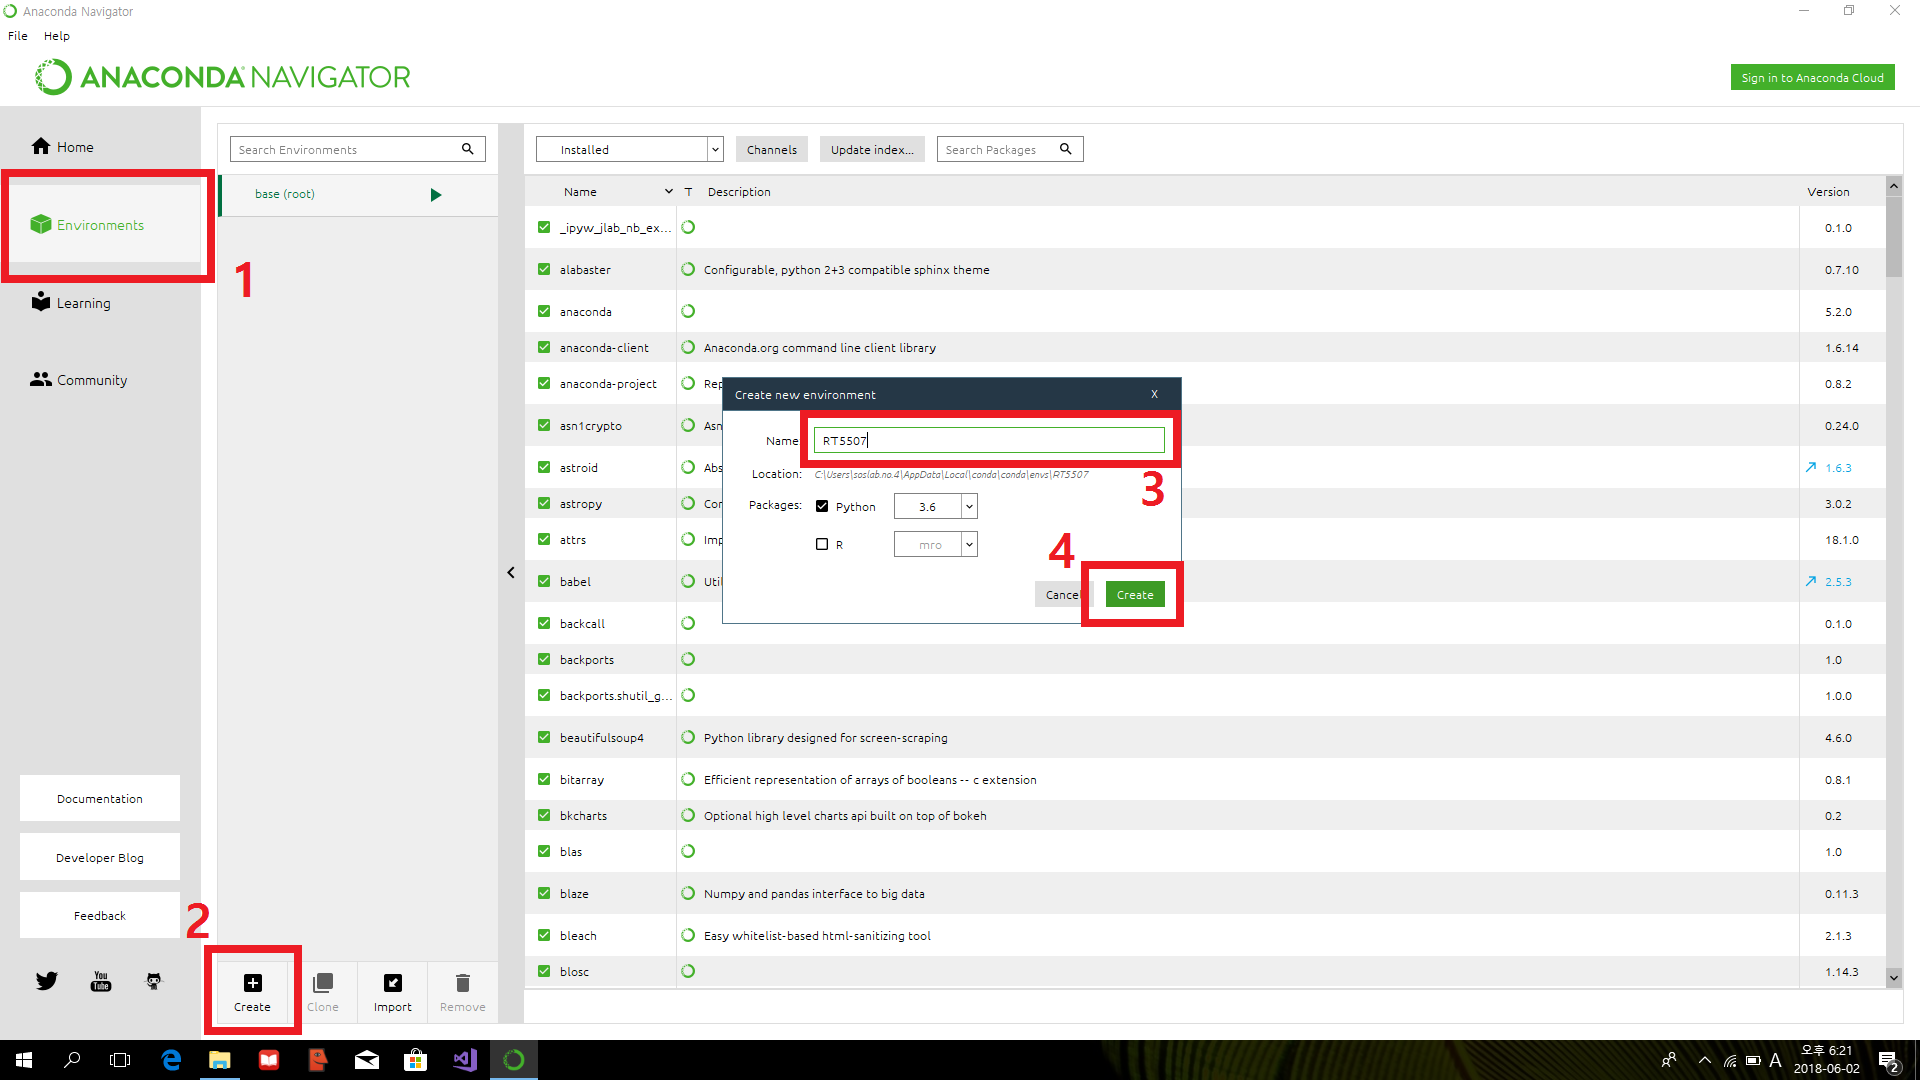 Anaconda Navigator
File Help
ANACONDA NAVIGATOR
Sign in to Anaconda Cloud
Home
Environments
1
Learning
Community
Documentation
Developer Blog
Feedback
2
You
Tube
Search Environments
base (root)
Create Clone Import Remove
Installed Channels Update index... Search Packages
Name T Description Version
_ipyw_jlab_nb_ex... 0.1.0
alabaster Configurable, python 2+3 compatible sphinx theme 0.7.10
anaconda 5.2.0
anaconda-client Anaconda.org command line client library 1.6.14
anaconda-project Rep 0.8.2
asn1crypto Asn 0.24.0
astroid Abs 1.6.3
astropy Cor 3.0.2
attrs Imp 18.1.0
babel Util 2.5.3
backcall 0.1.0
backports 1.0
backports.shutil_g... 1.0.0
beautifulsoup4 Python library designed for screen-scraping 4.6.0
bitarray Efficient representation of arrays of booleans -- c extension 0.8.1
bkcharts Optional high level charts api built on top of bokeh 0.2
blas 1.0
blaze Numpy and pandas interface to big data 0.11.3
bleach Easy whitelist-based html-sanitizing tool 2.1.3
blosc 1.14.3
Create new environment X
Name RT5507
Location: C:\Users\soslab.no.4\AppData\Local\conda\conda\envs\RT5507
3
Packages: Python 3.6
R mro
4
Cancel Create
A 오후 6:21
2018-06-02
2